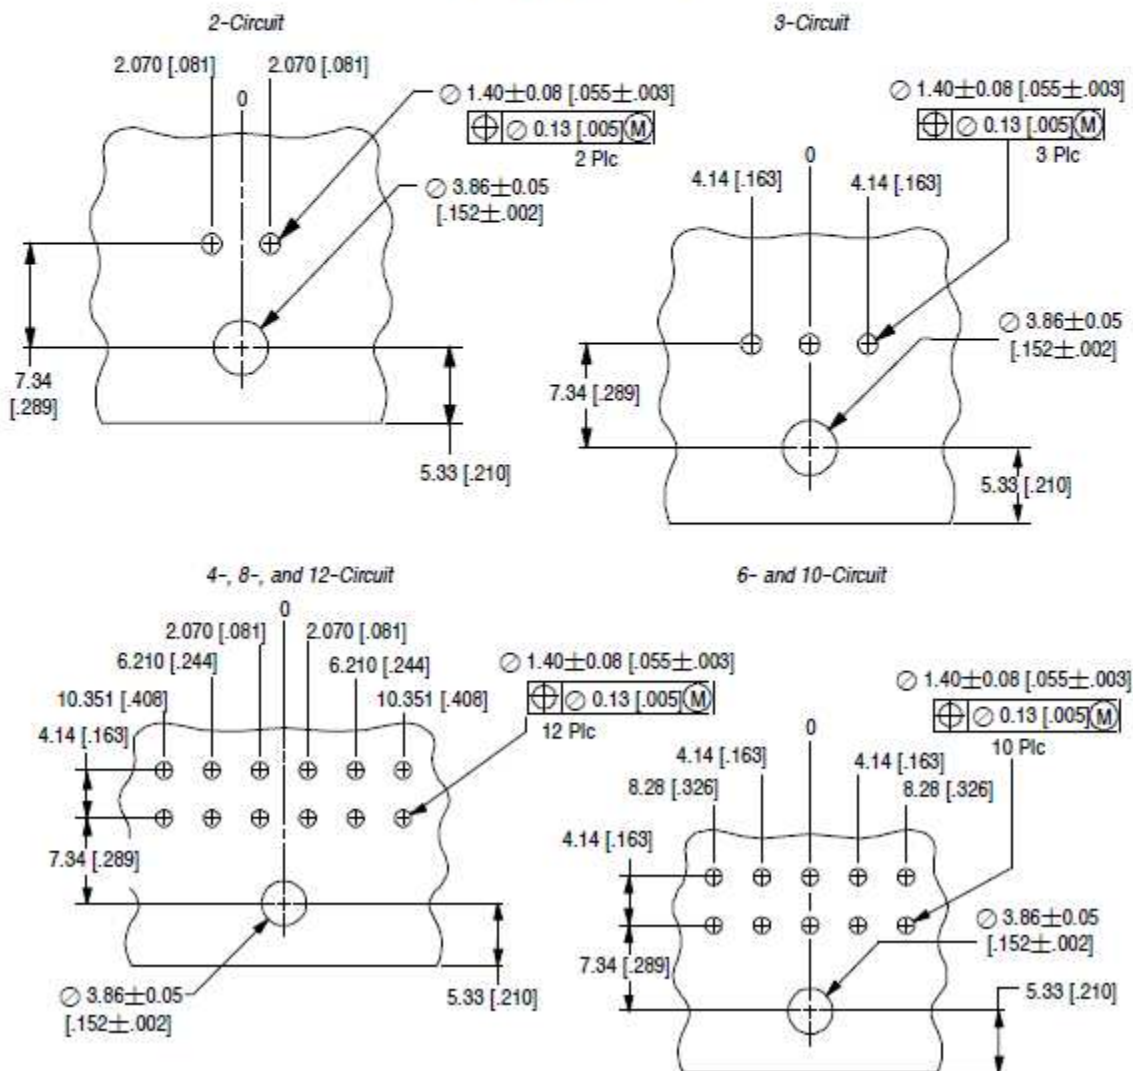 2-Circuit
2.070 [.081] 2.070 [.081]
0
∅ 1.40±0.08 [.055±.003]
⌖ ∅ 0.13 [.005] Ⓜ
2 Plc
∅ 3.86±0.05
[.152±.002]
7.34
[.289]
5.33 [.210]
3-Circuit
∅ 1.40±0.08 [.055±.003]
⌖ ∅ 0.13 [.005] Ⓜ
3 Plc
0
4.14 [.163] 4.14 [.163]
∅ 3.86±0.05
[.152±.002]
7.34 [.289]
5.33 [.210]
4-, 8-, and 12-Circuit
0
2.070 [.081] 2.070 [.081]
6.210 [.244] 6.210 [.244]
10.351 [.408] 10.351 [.408]
∅ 1.40±0.08 [.055±.003]
⌖ ∅ 0.13 [.005] Ⓜ
12 Plc
4.14 [.163]
7.34 [.289]
∅ 3.86±0.05
[.152±.002]
5.33 [.210]
6- and 10-Circuit
∅ 1.40±0.08 [.055±.003]
⌖ ∅ 0.13 [.005] Ⓜ
10 Plc
0
4.14 [.163] 4.14 [.163]
8.28 [.326] 8.28 [.326]
4.14 [.163]
7.34 [.289]
∅ 3.86±0.05
[.152±.002]
5.33 [.210]